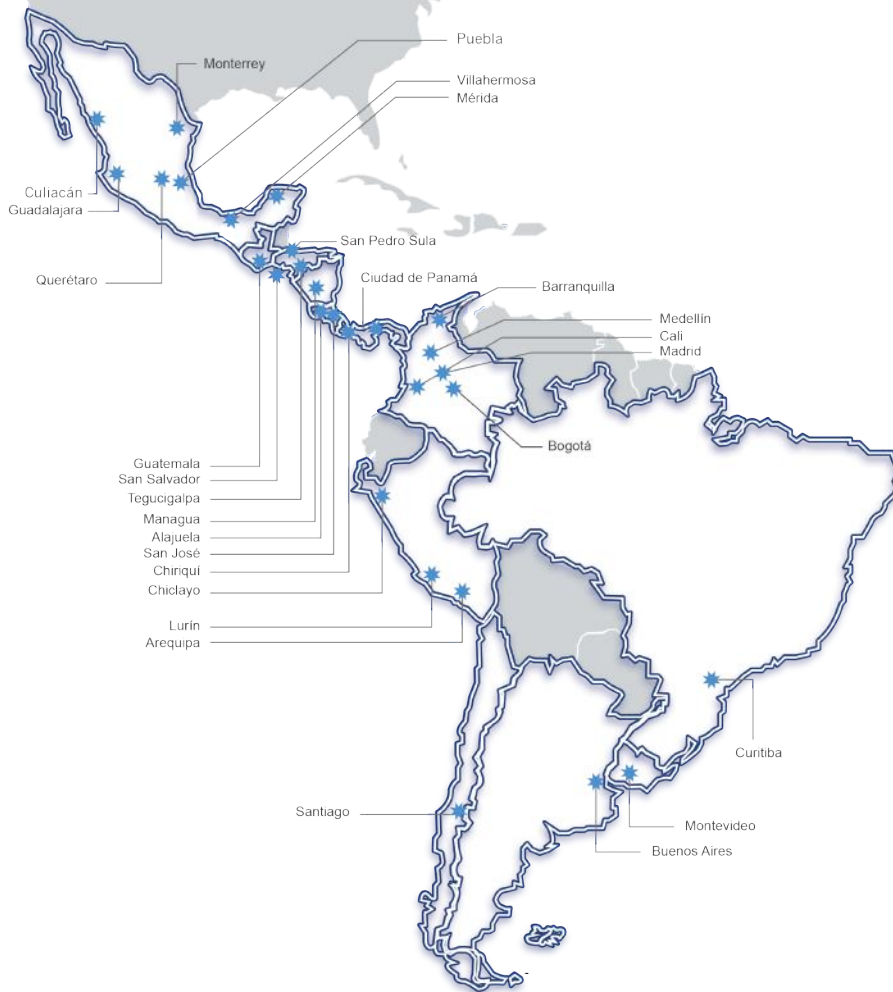 Puebla
Monterrey
Villahermosa
Mérida
Culiacán
Guadalajara
San Pedro Sula
Querétaro
Ciudad de Panamá
Barranquilla
Medellín
Cali
Madrid
Bogotá
Guatemala
San Salvador
Tegucigalpa
Managua
Alajuela
San José
Chiriquí
Chiclayo
Lurín
Arequipa
Curitiba
Santiago
Montevideo
Buenos Aires